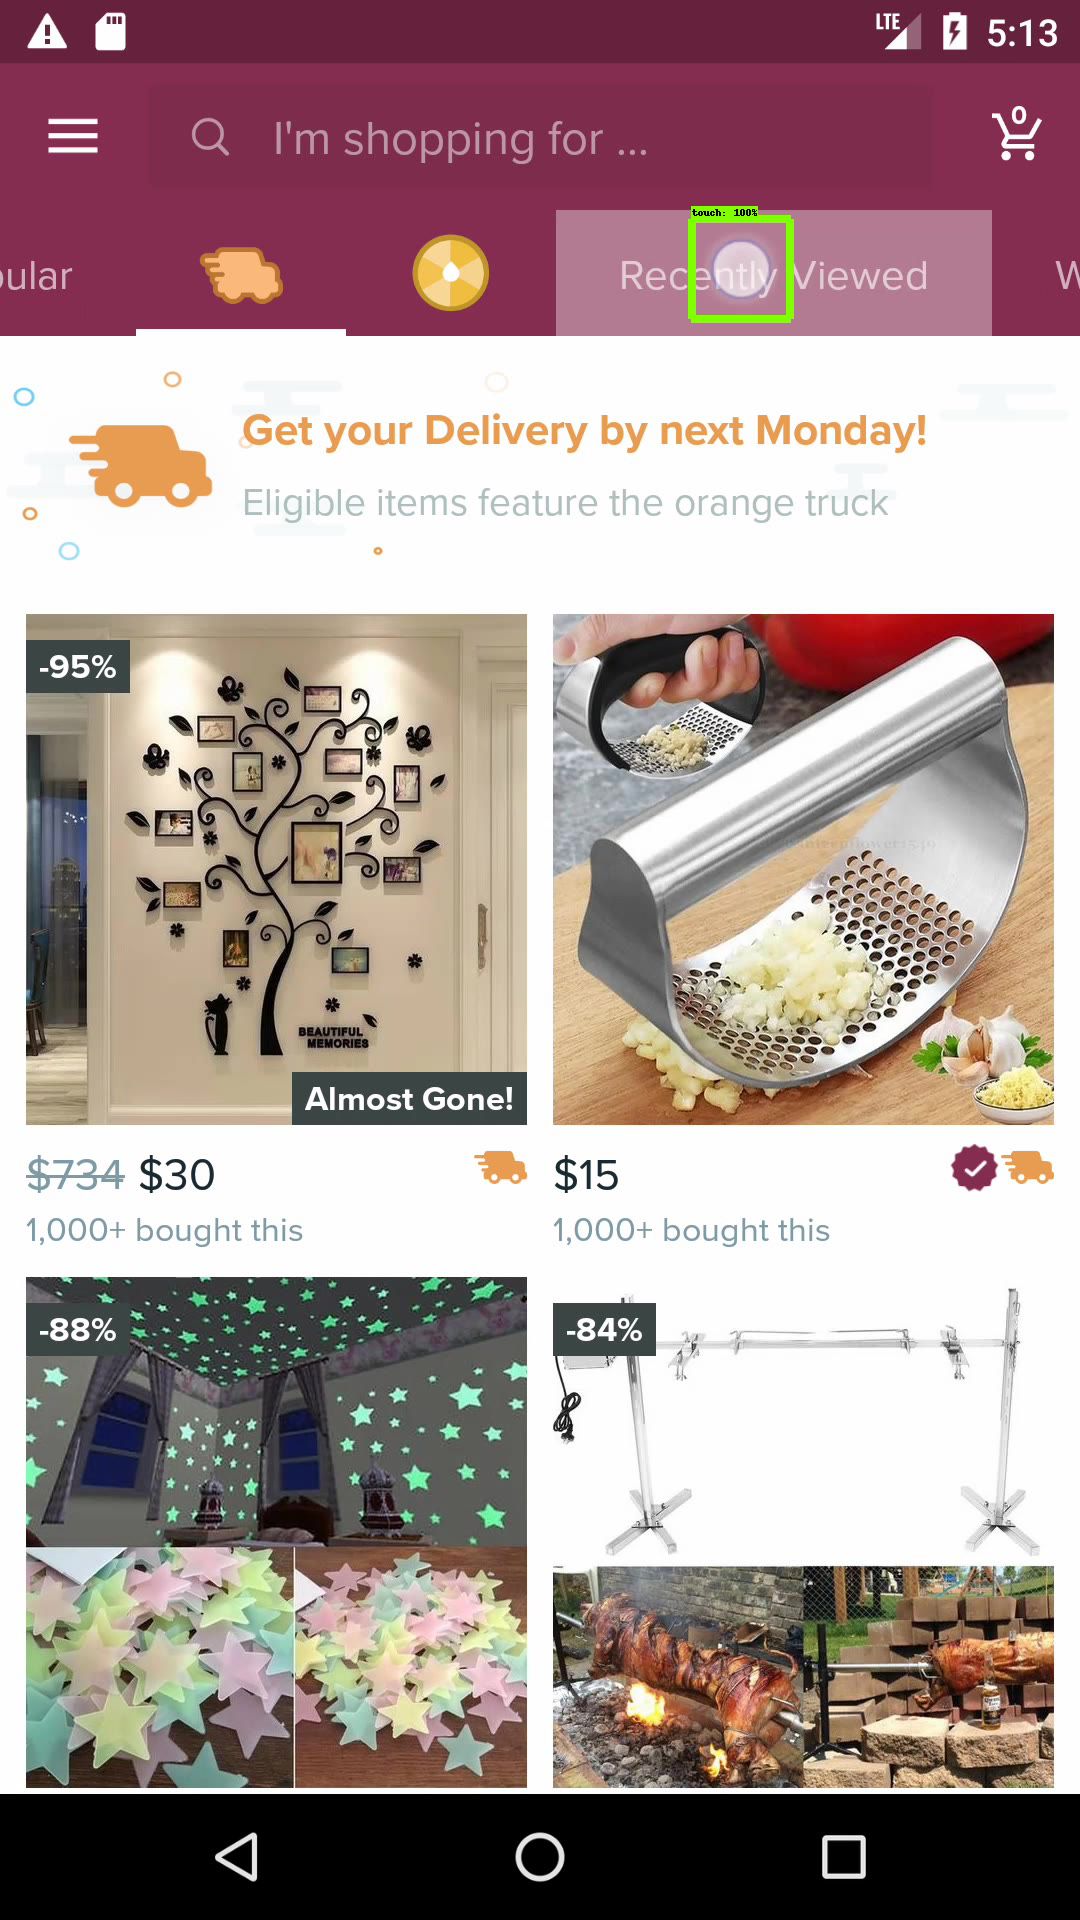 LTE 5:13
I'm shopping for ... 0
pular Recently Viewed W
touch: 100%
Get your Delivery by next Monday!
Eligible items feature the orange truck
-95%
BEAUTIFUL
MEMORIES
Almost Gone!
$734 $30
$15
1,000+ bought this
1,000+ bought this
-88%
-84%